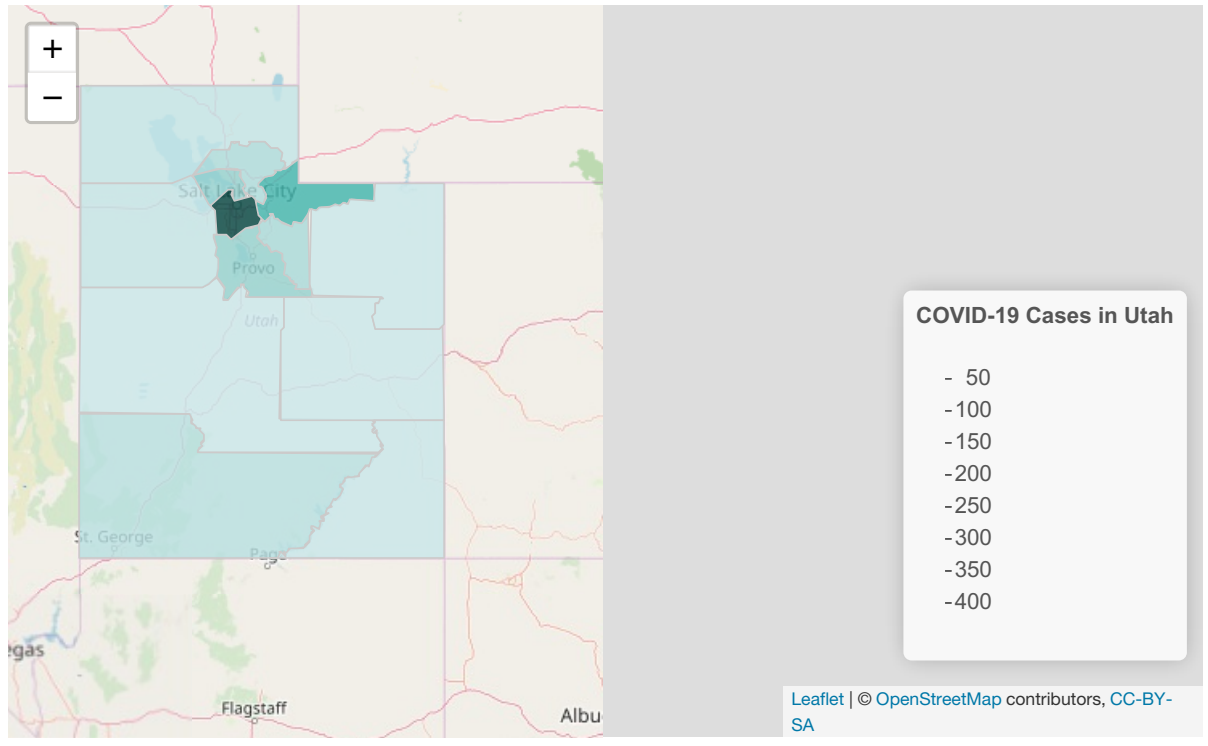 +
−
Salt Lake City
Provo
Utah
St. George
Page
egas
Flagstaff
Albu
COVID-19 Cases in Utah
- 50
-100
-150
-200
-250
-300
-350
-400
Leaflet | © OpenStreetMap contributors, CC-BY-
SA